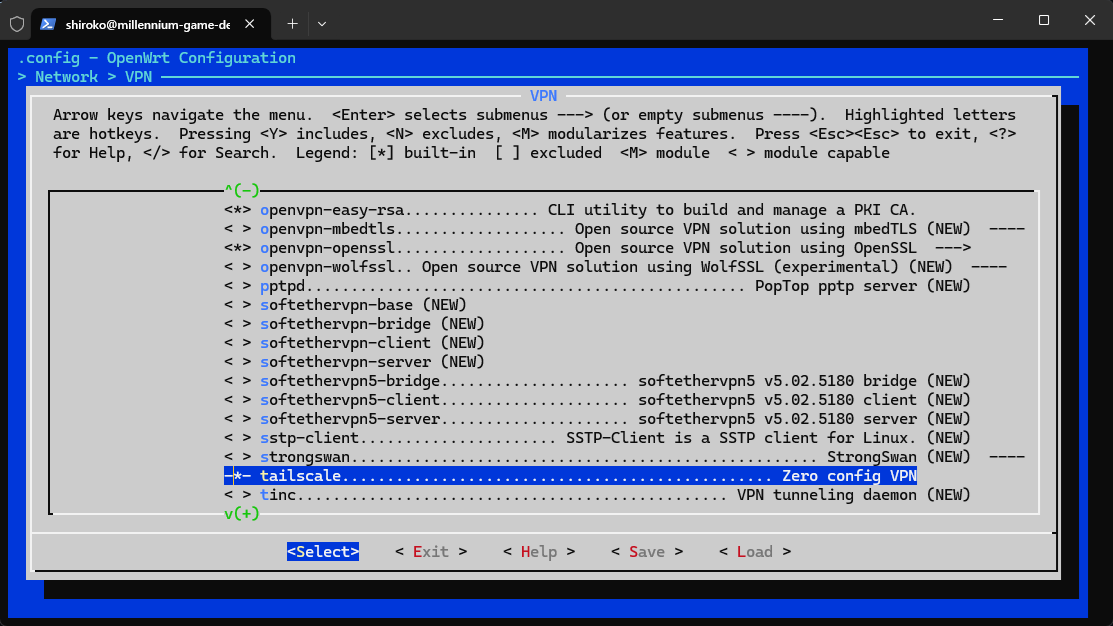 shiroko@millennium-game-de
.config - OpenWrt Configuration
> Network > VPN
VPN
Arrow keys navigate the menu.  <Enter> selects submenus ---> (or empty submenus ----).  Highlighted letters
are hotkeys.  Pressing <Y> includes, <N> excludes, <M> modularizes features.  Press <Esc><Esc> to exit, <?>
for Help, </> for Search.  Legend: [*] built-in  [ ] excluded  <M> module  < > module capable
^(-)
<*> openvpn-easy-rsa............... CLI utility to build and manage a PKI CA.
< > openvpn-mbedtls................... Open source VPN solution using mbedTLS (NEW)  ----
<*> openvpn-openssl................... Open source VPN solution using OpenSSL  --->
< > openvpn-wolfssl.. Open source VPN solution using WolfSSL (experimental) (NEW)  ----
< > pptpd................................................. PopTop pptp server (NEW)
< > softethervpn-base (NEW)
< > softethervpn-bridge (NEW)
< > softethervpn-client (NEW)
< > softethervpn-server (NEW)
< > softethervpn5-bridge..................... softethervpn5 v5.02.5180 bridge (NEW)
< > softethervpn5-client..................... softethervpn5 v5.02.5180 client (NEW)
< > softethervpn5-server..................... softethervpn5 v5.02.5180 server (NEW)
< > sstp-client...................... SSTP-Client is a SSTP client for Linux. (NEW)
< > strongswan.................................................... StrongSwan (NEW)  ----
-*- tailscale................................................ Zero config VPN
< > tinc................................................ VPN tunneling daemon (NEW)
v(+)
<Select>    < Exit >    < Help >    < Save >    < Load >